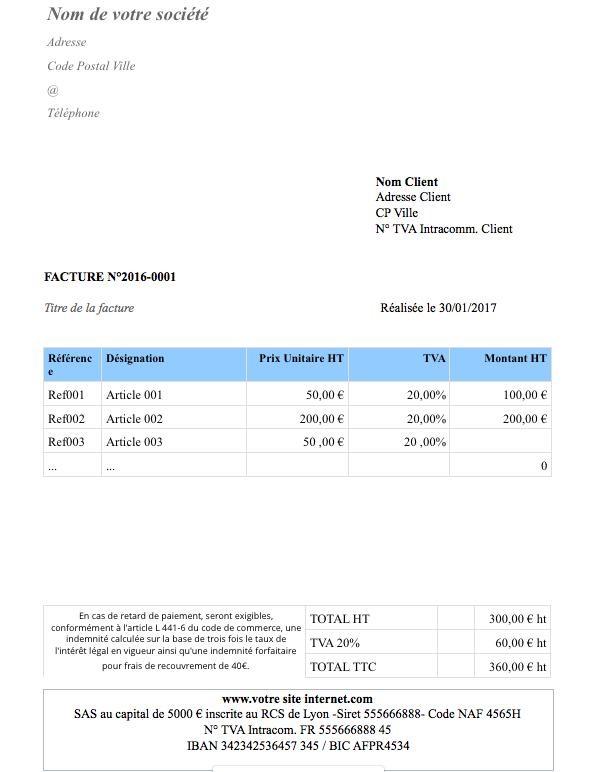 Nom de votre société
Adresse
Code Postal Ville
@
Téléphone
Nom Client
Adresse Client
CP Ville
N° TVA Intracomm. Client
FACTURE N°2016-0001
Titre de la facture Réalisée le 30/01/2017
Référence Désignation Prix Unitaire HT TVA Montant HT
Ref001 Article 001 50,00 € 20,00% 100,00 €
Ref002 Article 002 200,00 € 20,00% 200,00 €
Ref003 Article 003 50 ,00 € 20 ,00%
... ... 0
En cas de retard de paiement, seront exigibles,
conformément à l'article L 441-6 du code de commerce, une
indemnité calculée sur la base de trois fois le taux de
l'intérêt légal en vigueur ainsi qu'une indemnité forfaitaire
pour frais de recouvrement de 40€.
TOTAL HT 300,00 € ht
TVA 20% 60,00 € ht
TOTAL TTC 360,00 € ht
www.votre site internet.com
SAS au capital de 5000 € inscrite au RCS de Lyon -Siret 555666888- Code NAF 4565H
N° TVA Intracom. FR 555666888 45
IBAN 342342536457 345 / BIC AFPR4534